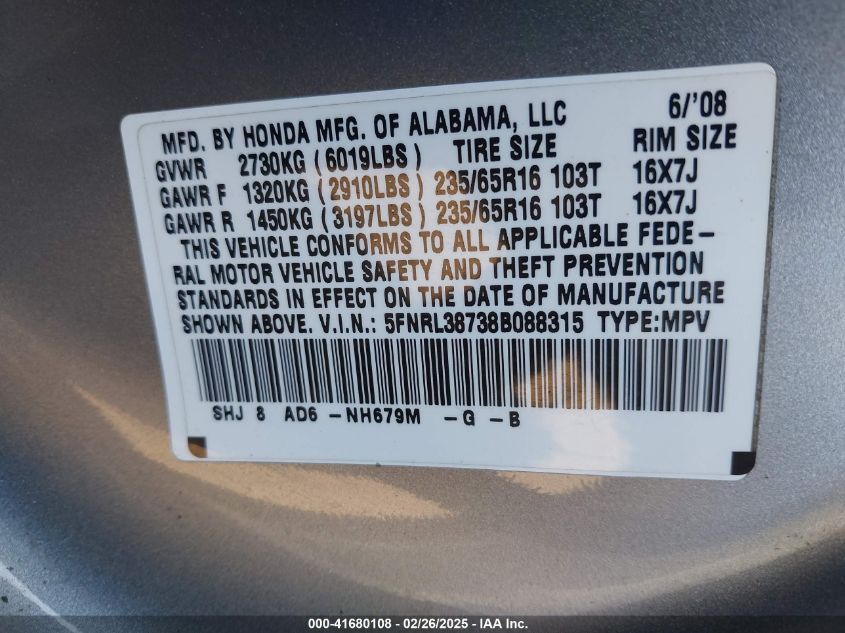 MFD. BY HONDA MFG. OF ALABAMA, LLC 6/'08
GVWR 2730KG (6019LBS) TIRE SIZE RIM SIZE
GAWR F 1320KG (2910LBS) 235/65R16 103T 16X7J
GAWR R 1450KG (3197LBS) 235/65R16 103T 16X7J
THIS VEHICLE CONFORMS TO ALL APPLICABLE FEDE-
RAL MOTOR VEHICLE SAFETY AND THEFT PREVENTION
STANDARDS IN EFFECT ON THE DATE OF MANUFACTURE
SHOWN ABOVE. V.I.N.: 5FNRL38738B088315 TYPE:MPV
SHJ 8 AD6 -NH679M -G -B
000-41680108 - 02/26/2025 - IAA Inc.